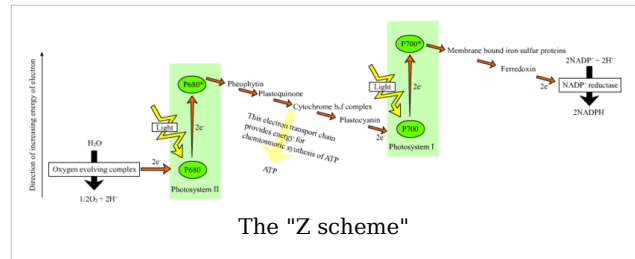 Direction of increasing energy of electron
H₂O
Oxygen evolving complex
1/2O₂ + 2H⁺
2e⁻
Light
P680*
2e⁻
P680
Photosystem II
Pheophytin
Plastoquinone
Cytochrome b₆f complex
Plastocyanin
This electron transport chain
provides energy for
chemiosmotic synthesis of ATP
ATP
2e⁻
Light
P700*
2e⁻
P700
Photosystem I
Membrane bound iron sulfur proteins
Ferredoxin
2e⁻
2NADP⁺ + 2H⁺
NADP⁺ reductase
2NADPH
The "Z scheme"